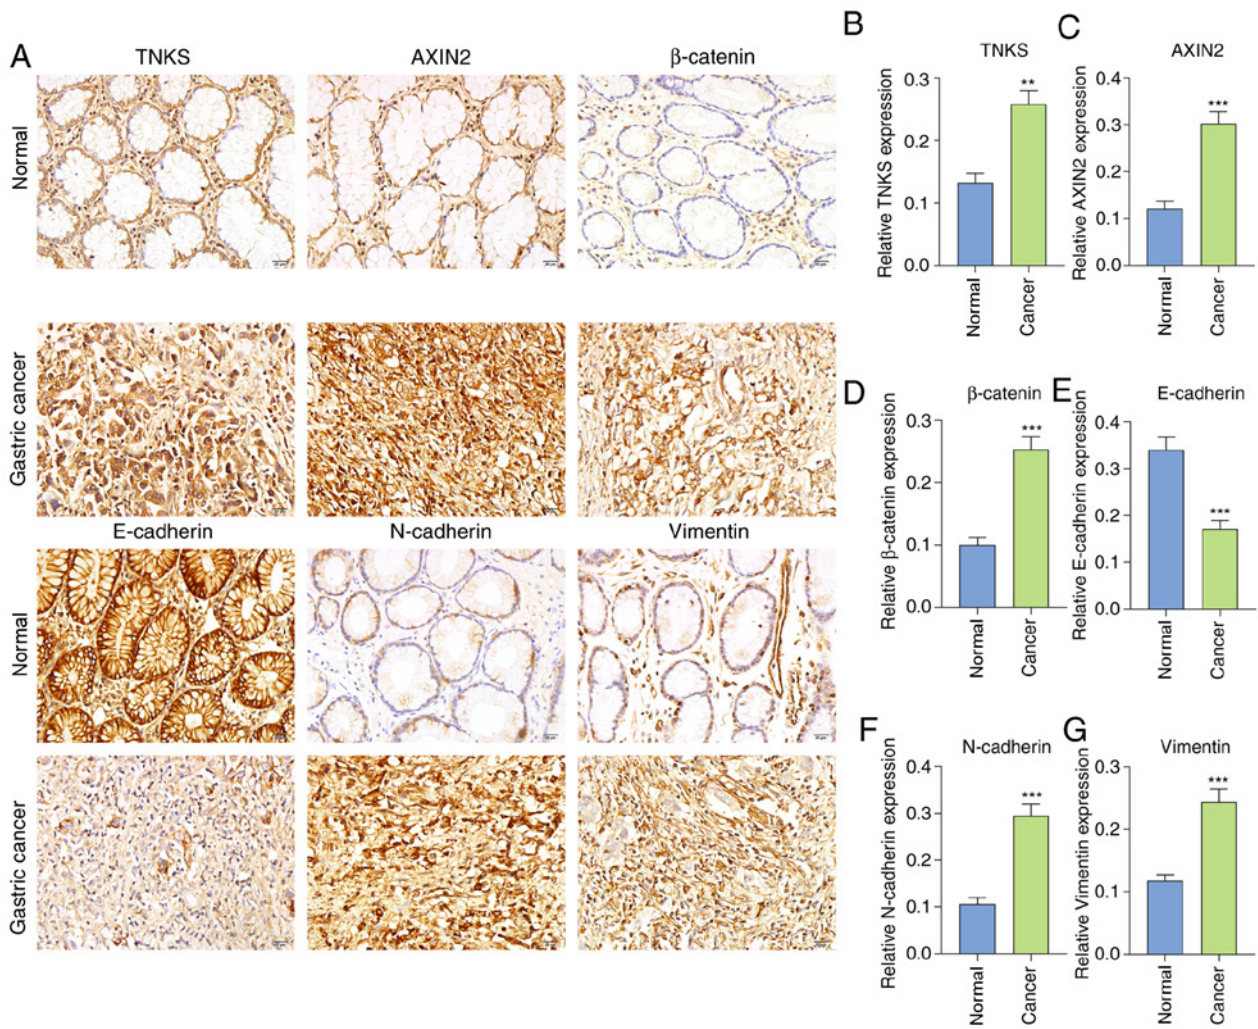 A
TNKS
AXIN2
β-catenin
Normal
Gastric cancer
E-cadherin
N-cadherin
Vimentin
Normal
Gastric cancer
B
TNKS
Relative TNKS expression
0.3
0.2
0.1
0.0
**
Normal
Cancer
C
AXIN2
Relative AXIN2 expression
0.4
0.3
0.2
0.1
0.0
***
Normal
Cancer
D
β-catenin
Relative β-catenin expression
0.3
0.2
0.1
0.0
***
Normal
Cancer
E
E-cadherin
Relative E-cadherin expression
0.4
0.3
0.2
0.1
0.0
***
Normal
Cancer
F
N-cadherin
Relative N-cadherin expression
0.4
0.3
0.2
0.1
0.0
***
Normal
Cancer
G
Vimentin
Relative Vimentin expression
0.3
0.2
0.1
0.0
***
Normal
Cancer